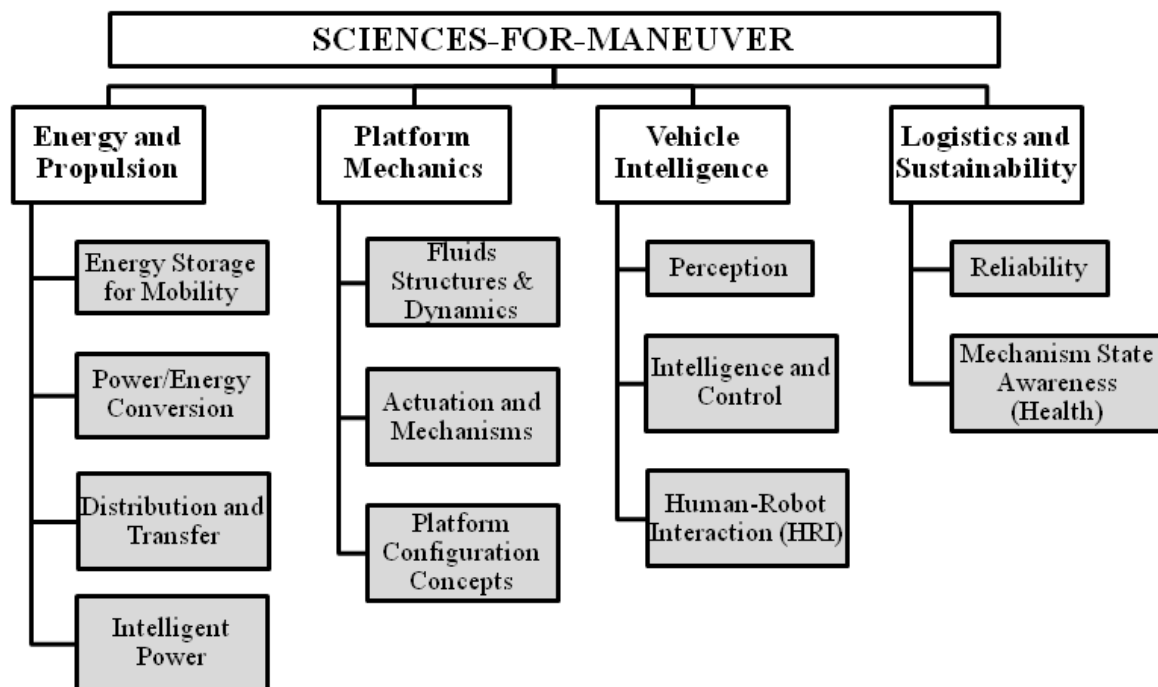 SCIENCES-FOR-MANEUVER
Energy and
Propulsion
Energy Storage
for Mobility
Power/Energy
Conversion
Distribution and
Transfer
Intelligent
Power
Platform
Mechanics
Fluids
Structures &
Dynamics
Actuation and
Mechanisms
Platform
Configuration
Concepts
Vehicle
Intelligence
Perception
Intelligence and
Control
Human-Robot
Interaction (HRI)
Logistics and
Sustainability
Reliability
Mechanism State
Awareness
(Health)